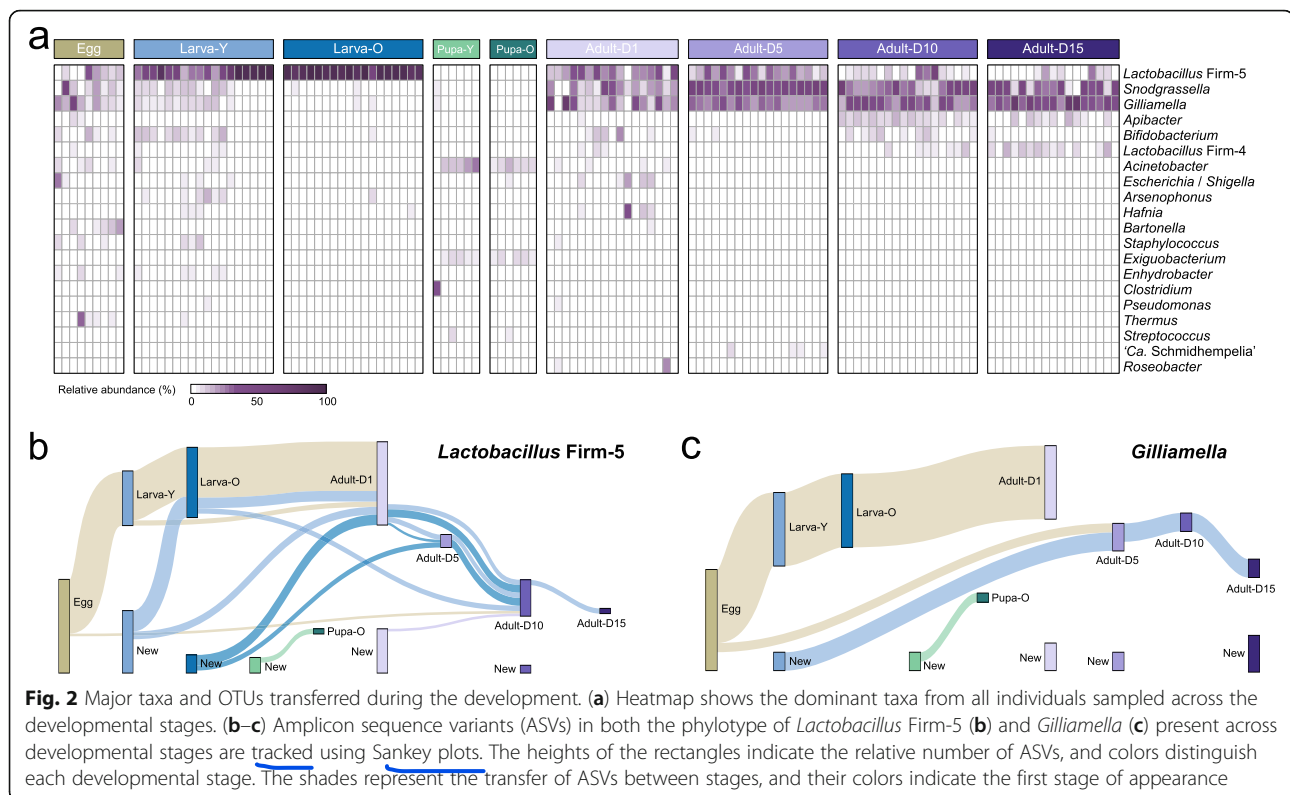 a
Egg
Larva-Y
Larva-O
Pupa-Y
Pupa-O
Adult-D1
Adult-D5
Adult-D10
Adult-D15
Lactobacillus Firm-5
Snodgrassella
Gilliamella
Apibacter
Bifidobacterium
Lactobacillus Firm-4
Acinetobacter
Escherichia / Shigella
Arsenophonus
Hafnia
Bartonella
Staphylococcus
Exiguobacterium
Enhydrobacter
Clostridium
Pseudomonas
Thermus
Streptococcus
'Ca. Schmidhempelia'
Roseobacter
Relative abundance (%)
0 50 100
b
Lactobacillus Firm-5
Egg
Larva-Y
Larva-O
Adult-D1
Adult-D5
Adult-D10
Adult-D15
Pupa-O
New
New
New
New
New
c
Gilliamella
Egg
Larva-Y
Larva-O
Adult-D1
Adult-D5
Adult-D10
Adult-D15
Pupa-O
New
New
New
New
New
Fig. 2 Major taxa and OTUs transferred during the development. (a) Heatmap shows the dominant taxa from all individuals sampled across the
developmental stages. (b–c) Amplicon sequence variants (ASVs) in both the phylotype of Lactobacillus Firm-5 (b) and Gilliamella (c) present across
developmental stages are tracked using Sankey plots. The heights of the rectangles indicate the relative number of ASVs, and colors distinguish
each developmental stage. The shades represent the transfer of ASVs between stages, and their colors indicate the first stage of appearance